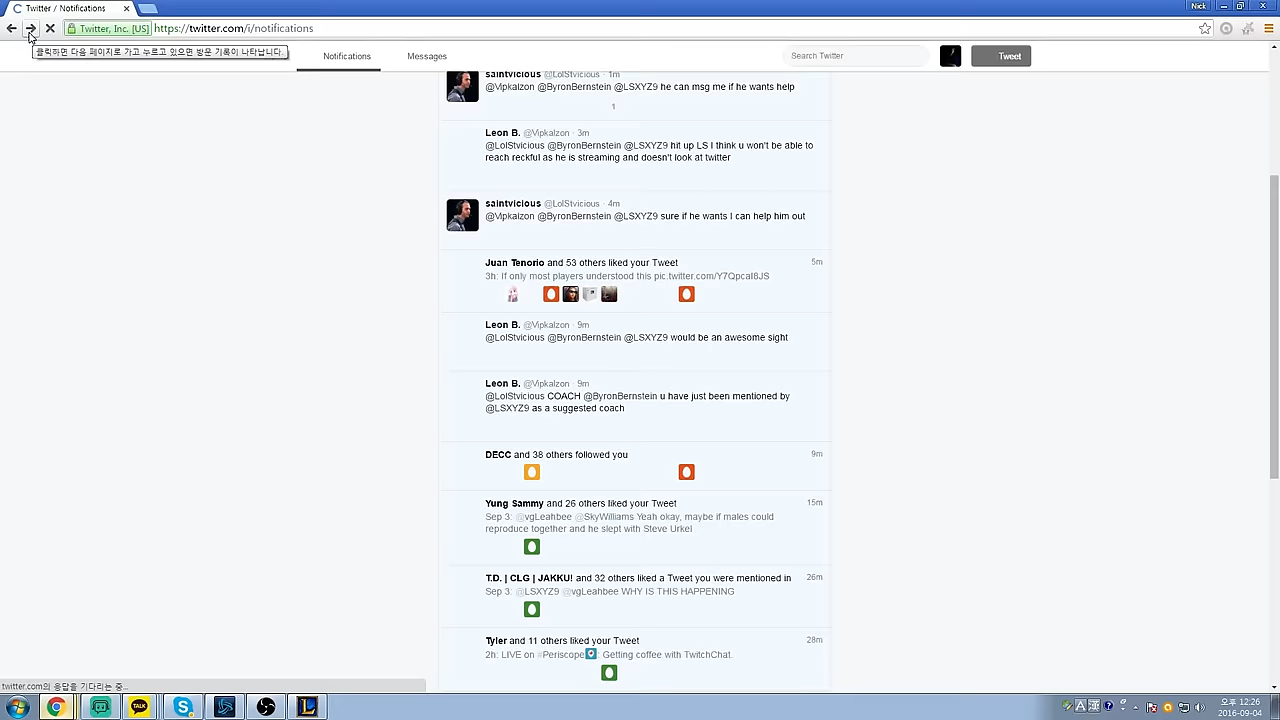 Twitter / Notifications
Nick
Twitter, Inc. [US]
https://twitter.com/i/notifications
클릭하면 다음 페이지로 가고 누르고 있으면 방문 기록이 나타납니다.
Notifications
Messages
Search Twitter
Tweet
saintvicious @LolStvicious · 1m
@Vipkalzon @ByronBernstein @LSXYZ9 he can msg me if he wants help
1
Leon B. @Vipkalzon · 3m
@LolStvicious @ByronBernstein @LSXYZ9 hit up LS I think u won't be able to
reach reckful as he is streaming and doesn't look at twitter
saintvicious @LolStvicious · 4m
@Vipkalzon @ByronBernstein @LSXYZ9 sure if he wants I can help him out
Juan Tenorio and 53 others liked your Tweet
5m
3h: If only most players understood this pic.twitter.com/Y7QpcaI8JS
Leon B. @Vipkalzon · 9m
@LolStvicious @ByronBernstein @LSXYZ9 would be an awesome sight
Leon B. @Vipkalzon · 9m
@LolStvicious COACH @ByronBernstein u have just been mentioned by
@LSXYZ9 as a suggested coach
DECC and 38 others followed you
9m
Yung Sammy and 26 others liked your Tweet
15m
Sep 3: @vgLeahbee @SkyWilliams Yeah okay, maybe if males could
reproduce together and he slept with Steve Urkel
T.D. | CLG | JAKKU! and 32 others liked a Tweet you were mentioned in
26m
Sep 3: @LSXYZ9 @vgLeahbee WHY IS THIS HAPPENING
Tyler and 11 others liked your Tweet
28m
2h: LIVE on #Periscope: Getting coffee with TwitchChat.
twitter.com의 응답을 기다리는 중...
TALK
A 漢
오후 12:26
2016-09-04